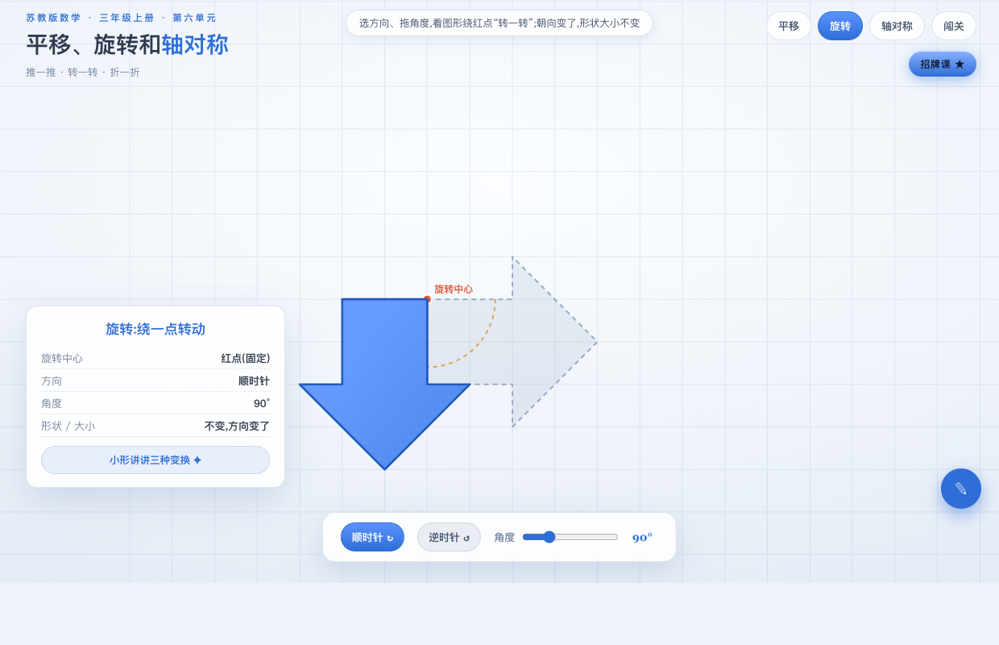 苏教版数学 · 三年级上册 · 第六单元
平移、旋转和轴对称
推一推 · 转一转 · 折一折
选方向、拖角度,看图形绕红点“转一转”;朝向变了,形状大小不变
平移
旋转
轴对称
闯关
招牌课 ★
旋转中心
旋转:绕一点转动
旋转中心 红点(固定)
方向 顺时针
角度 90°
形状 / 大小 不变,方向变了
小形讲讲三种变换 ✦
顺时针 ↻
逆时针 ↺
角度
90°